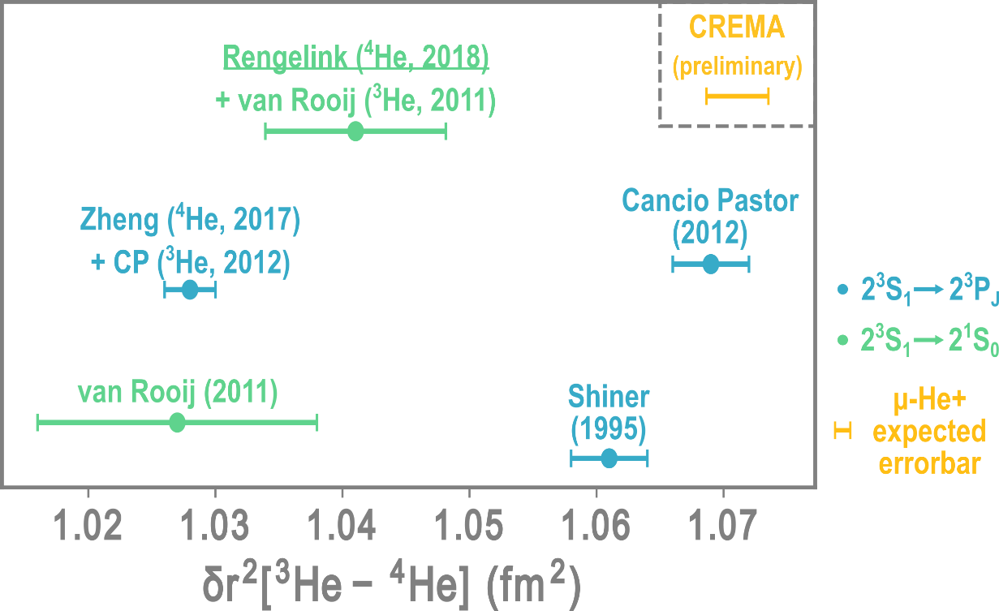 CREMA
(preliminary)
Rengelink (⁴He, 2018)
+ van Rooij (³He, 2011)
Cancio Pastor
(2012)
Zheng (⁴He, 2017)
+ CP (³He, 2012)
van Rooij (2011)
Shiner
(1995)
2³S₁→2³P_J
2³S₁→2¹S₀
μ-He+
expected
errorbar
1.02 1.03 1.04 1.05 1.06 1.07
δr²[³He – ⁴He] (fm²)